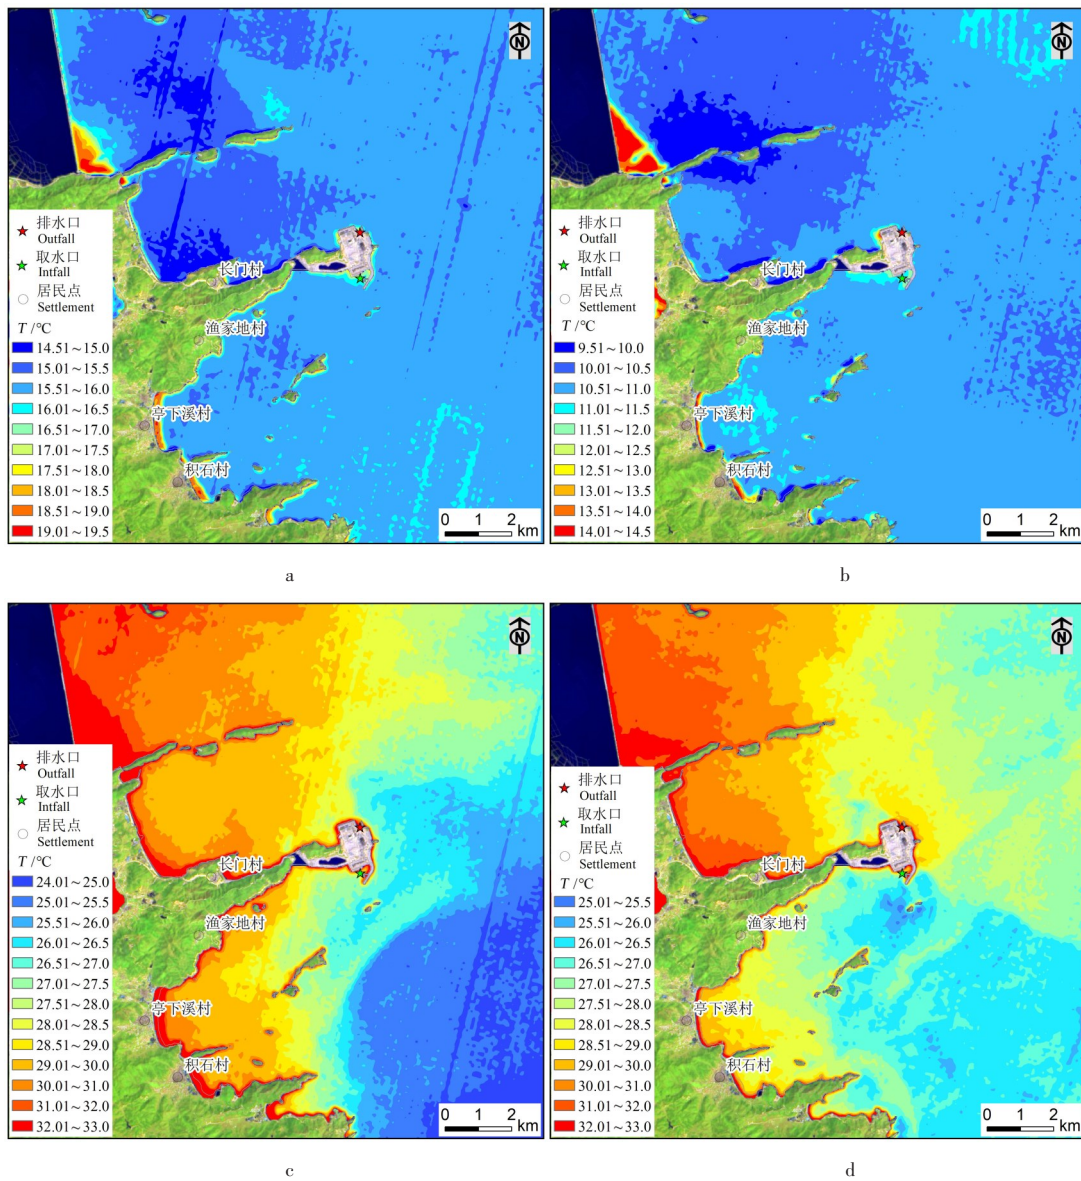 N
排水口
Outfall
取水口
Intfall
居民点
Settlement
T /℃
14.51～15.0
15.01～15.5
15.51～16.0
16.01～16.5
16.51～17.0
17.01～17.5
17.51～18.0
18.01～18.5
18.51～19.0
19.01～19.5
长门村
渔家地村
亭下溪村
积石村
0 1 2
km
a
N
排水口
Outfall
取水口
Intfall
居民点
Settlement
T /℃
9.51～10.0
10.01～10.5
10.51～11.0
11.01～11.5
11.51～12.0
12.01～12.5
12.51～13.0
13.01～13.5
13.51～14.0
14.01～14.5
长门村
渔家地村
亭下溪村
积石村
0 1 2
km
b
N
排水口
Outfall
取水口
Intfall
居民点
Settlement
T /℃
24.01～25.0
25.01～25.5
25.51～26.0
26.01～26.5
26.51～27.0
27.01～27.5
27.51～28.0
28.01～28.5
28.51～29.0
29.01～30.0
30.01～31.0
31.01～32.0
32.01～33.0
长门村
渔家地村
亭下溪村
积石村
0 1 2
km
c
N
排水口
Outfall
取水口
Intfall
居民点
Settlement
T /℃
25.01～25.5
25.51～26.0
26.01～26.5
26.51～27.0
27.01～27.5
27.51～28.0
28.01～28.5
28.51～29.0
29.01～30.0
30.01～31.0
31.01～32.0
32.01～33.0
长门村
渔家地村
亭下溪村
积石村
0 1 2
km
d